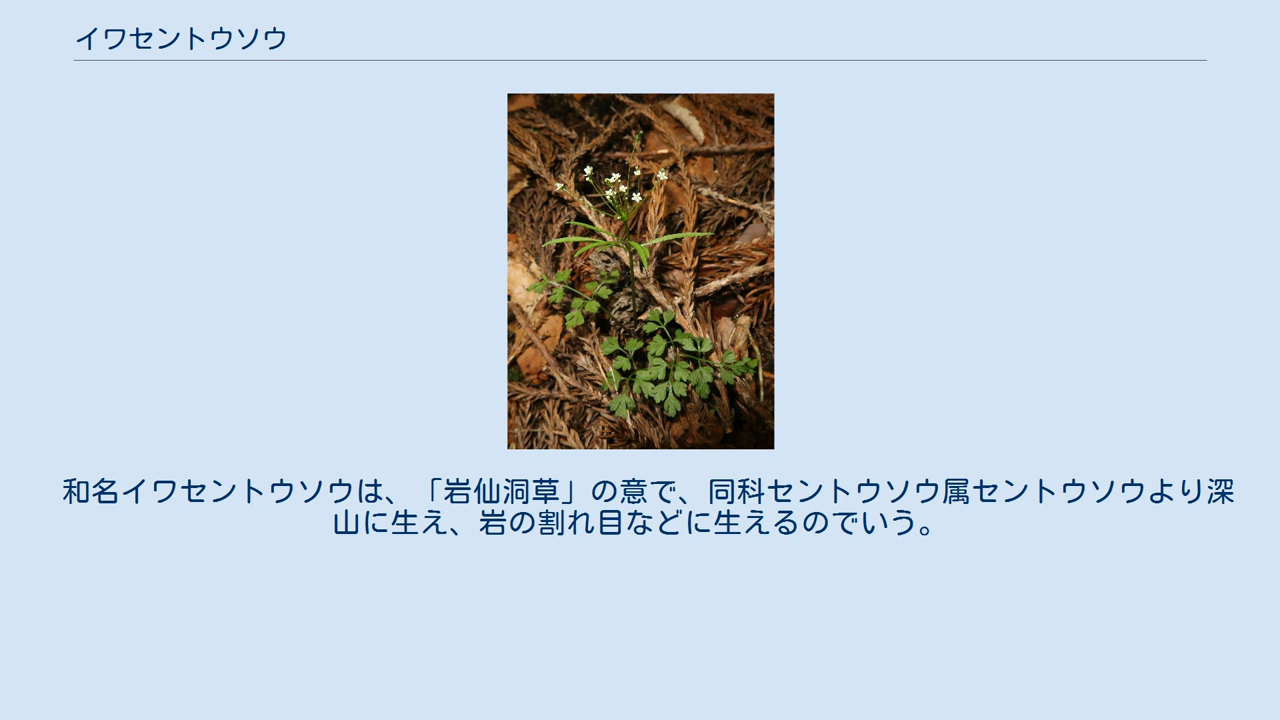 イワセントウソウ
和名イワセントウソウは、「岩仙洞草」の意で、同科セントウソウ属セントウソウより深
山に生え、岩の割れ目などに生えるのでいう。